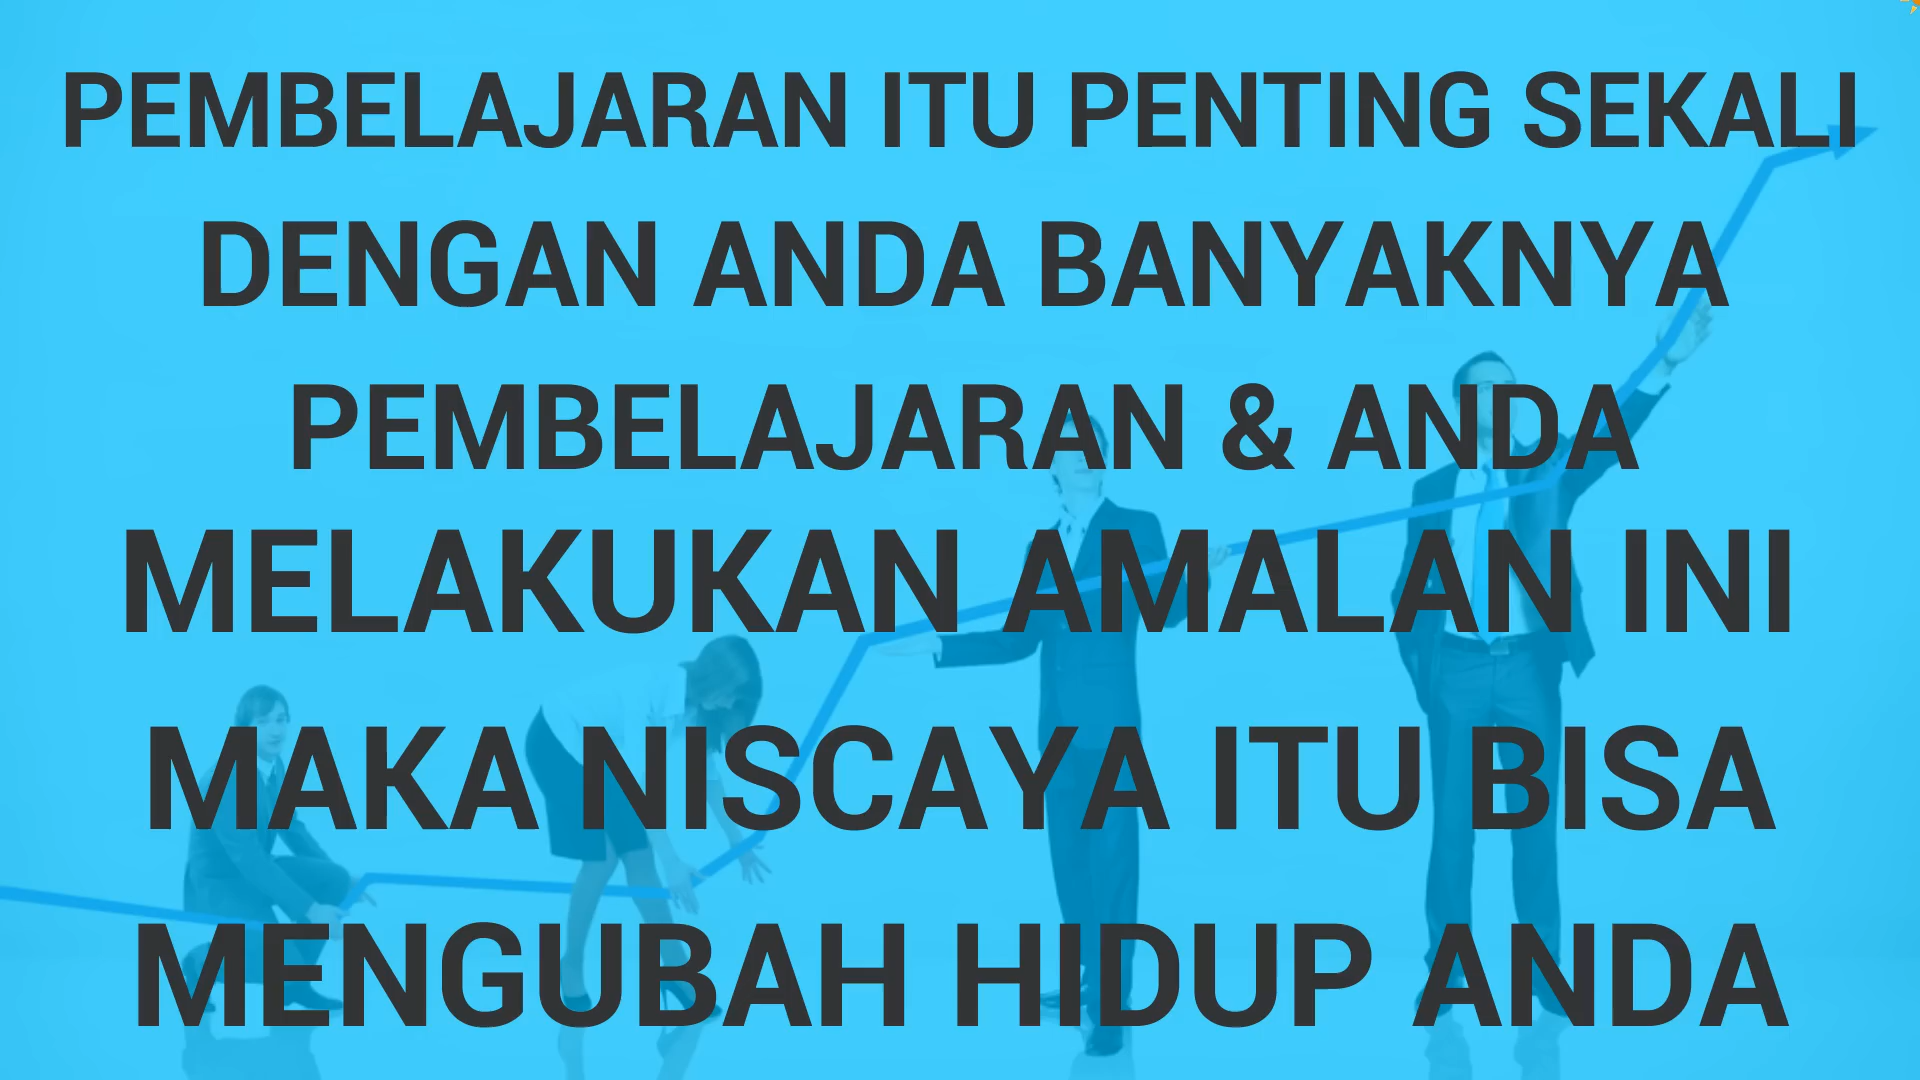 PEMBELAJARAN ITU PENTING SEKALI
DENGAN ANDA BANYAKNYA
PEMBELAJARAN & ANDA
MELAKUKAN AMALAN INI
MAKA NISCAYA ITU BISA
MENGUBAH HIDUP ANDA